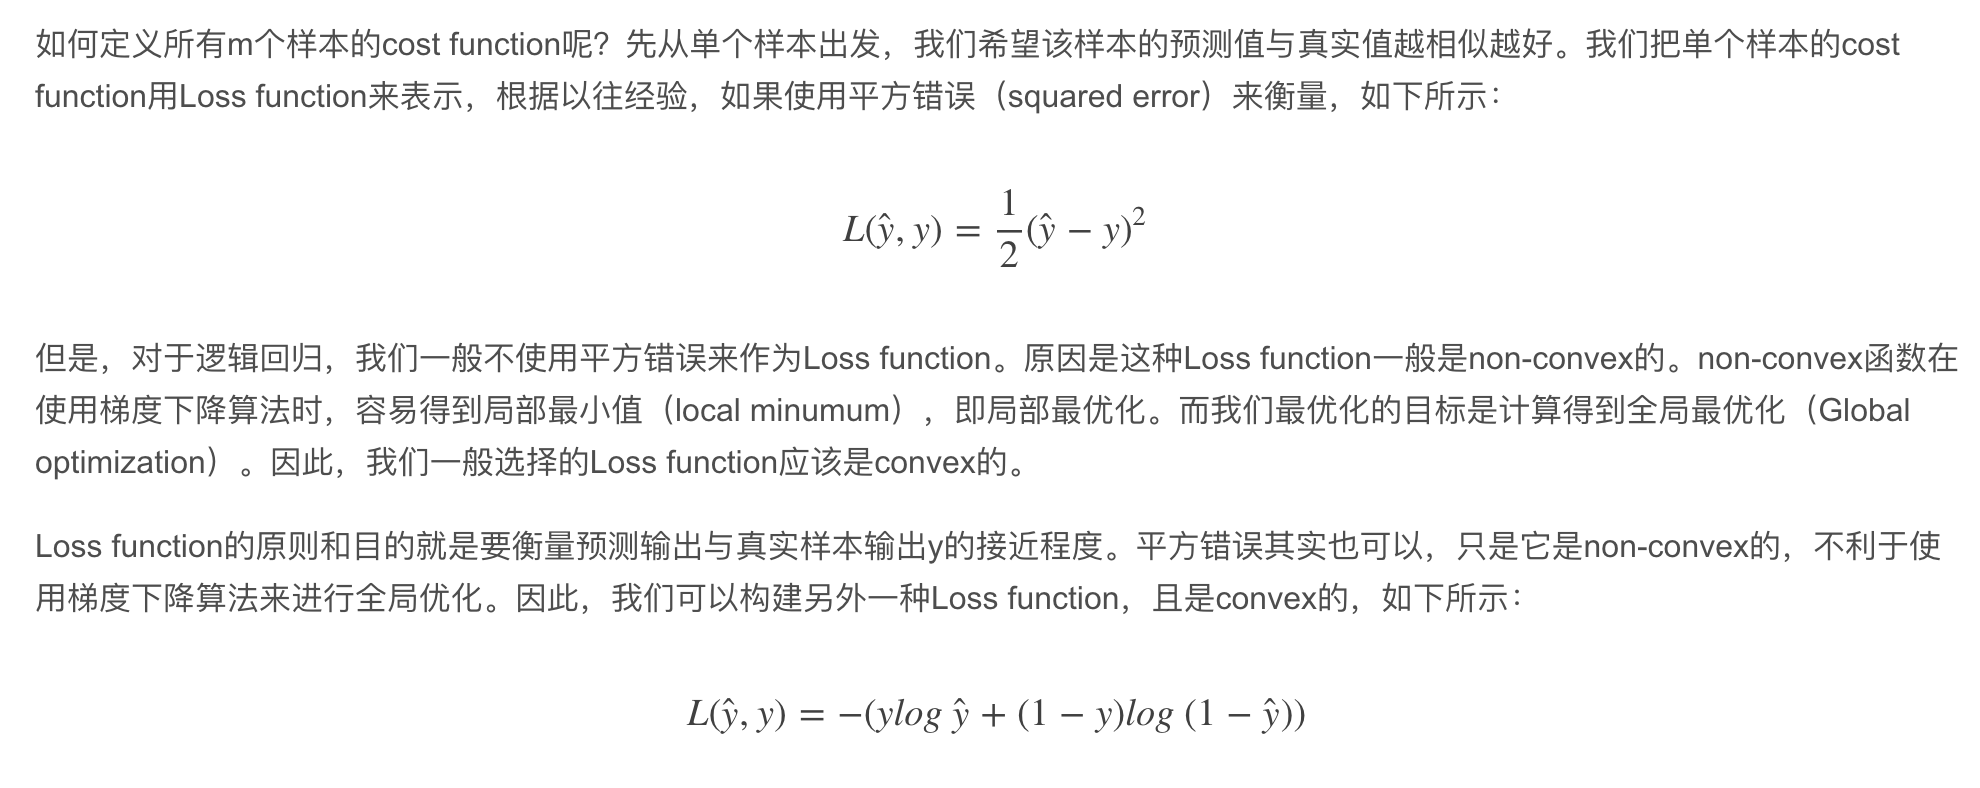 如何定义所有m个样本的cost function呢？先从单个样本出发，我们希望该样本的预测值与真实值越相似越好。我们把单个样本的cost
function用Loss function来表示，根据以往经验，如果使用平方错误（squared error）来衡量，如下所示：
L(ŷ, y) = \frac{1}{2}(ŷ − y)²
但是，对于逻辑回归，我们一般不使用平方错误来作为Loss function。原因是这种Loss function一般是non-convex的。non-convex函数在
使用梯度下降算法时，容易得到局部最小值（local minumum），即局部最优化。而我们最优化的目标是计算得到全局最优化（Global
optimization）。因此，我们一般选择的Loss function应该是convex的。
Loss function的原则和目的就是要衡量预测输出与真实样本输出y的接近程度。平方错误其实也可以，只是它是non-convex的，不利于使
用梯度下降算法来进行全局优化。因此，我们可以构建另外一种Loss function，且是convex的，如下所示：
L(ŷ, y) = −(ylog ŷ + (1 − y)log (1 − ŷ))